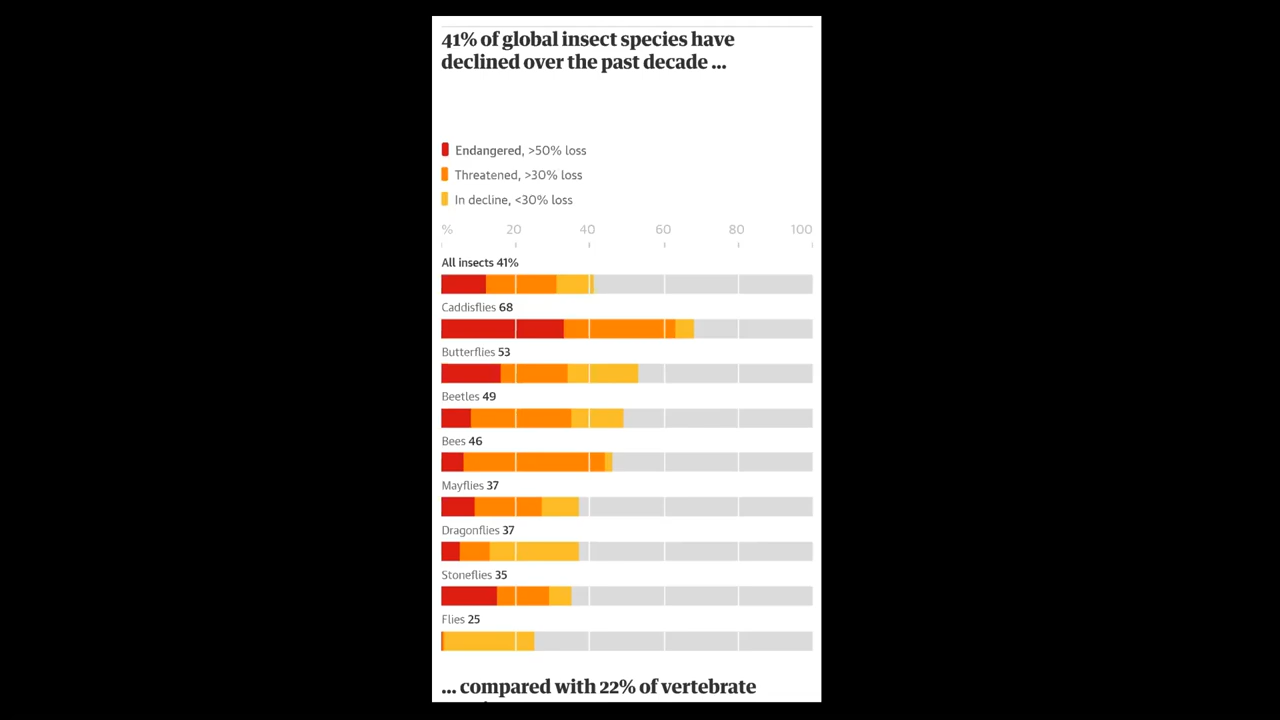 41% of global insect species have
declined over the past decade ...
Endangered, >50% loss
Threatened, >30% loss
In decline, <30% loss
% 20 40 60 80 100
All insects 41%
Caddisflies 68
Butterflies 53
Beetles 49
Bees 46
Mayflies 37
Dragonflies 37
Stoneflies 35
Flies 25
... compared with 22% of vertebrate